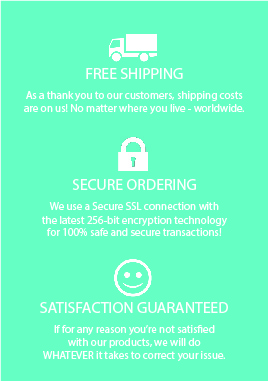 FREE SHIPPING
As a thank you to our customers, shipping costs
are on us! No matter where you live - worldwide.
SECURE ORDERING
We use a Secure SSL connection with
the latest 256-bit encryption technology
for 100% safe and secure transactions!
SATISFACTION GUARANTEED
If for any reason you're not satisfied
with our products, we will do
WHATEVER it takes to correct your issue.